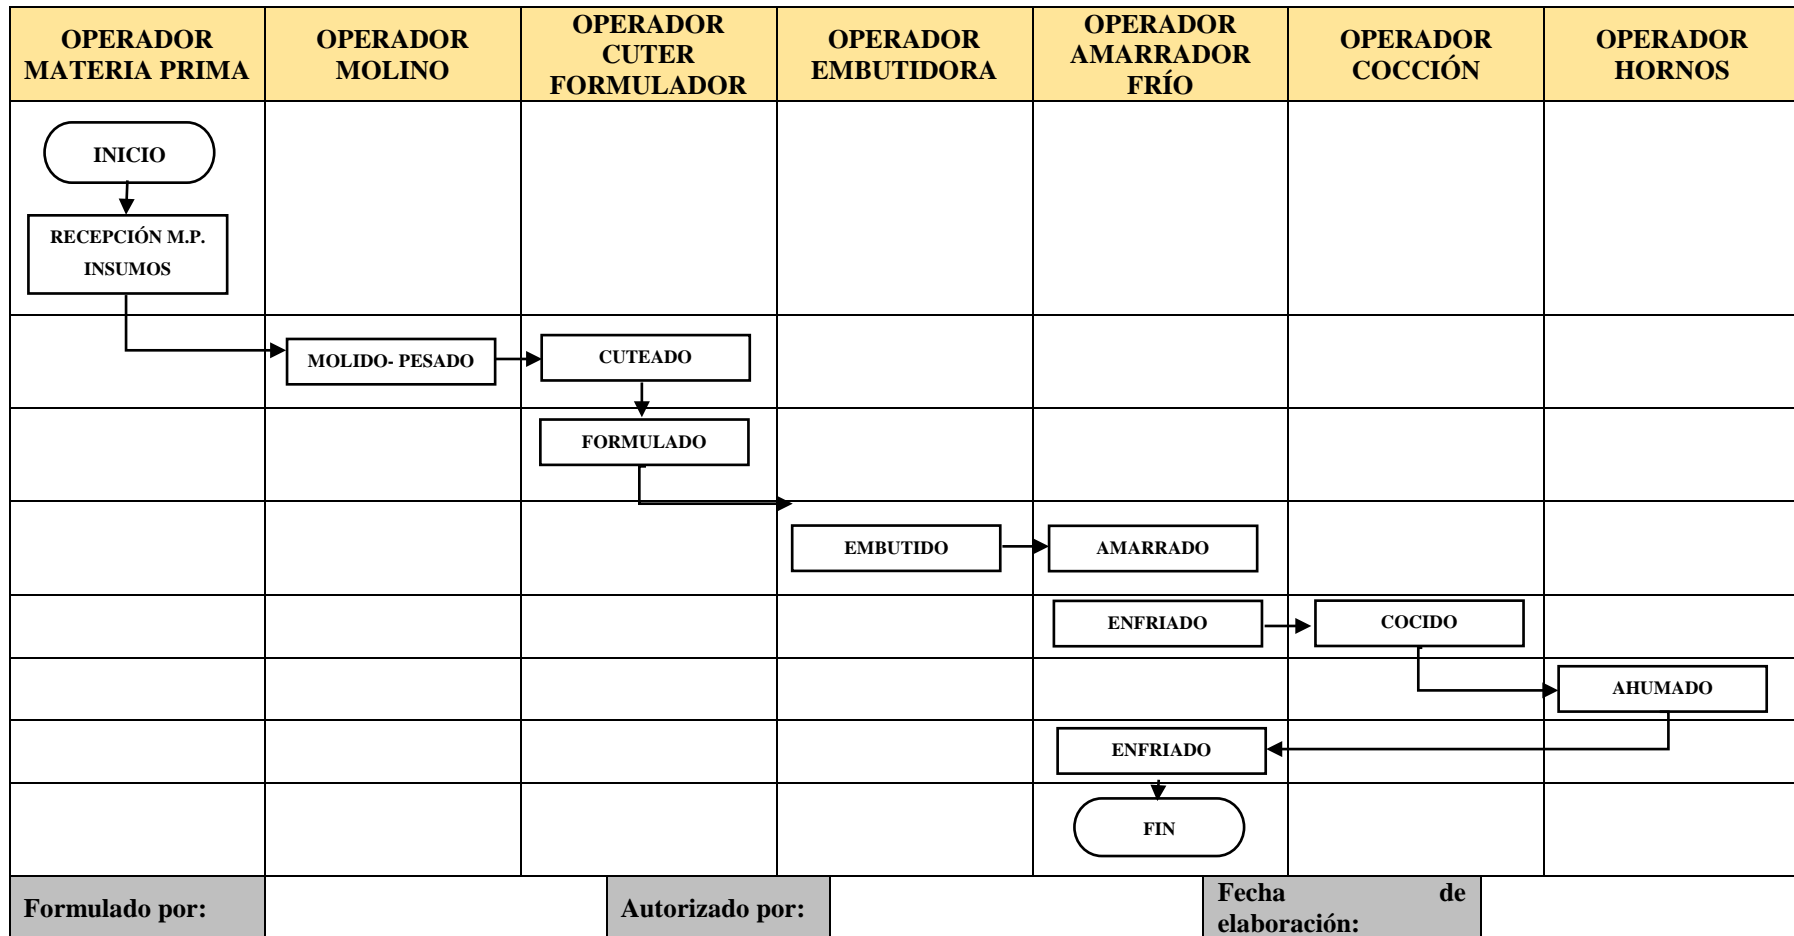 OPERADOR
MATERIA PRIMA
OPERADOR
MOLINO
OPERADOR
CUTER
FORMULADOR
OPERADOR
EMBUTIDORA
OPERADOR
AMARRADOR
FRÍO
OPERADOR
COCCIÓN
OPERADOR
HORNOS
INICIO
RECEPCIÓN M.P.
INSUMOS
MOLIDO- PESADO
CUTEADO
FORMULADO
EMBUTIDO
AMARRADO
ENFRIADO
COCIDO
AHUMADO
ENFRIADO
FIN
Formulado por:
Autorizado por:
Fecha de
elaboración: